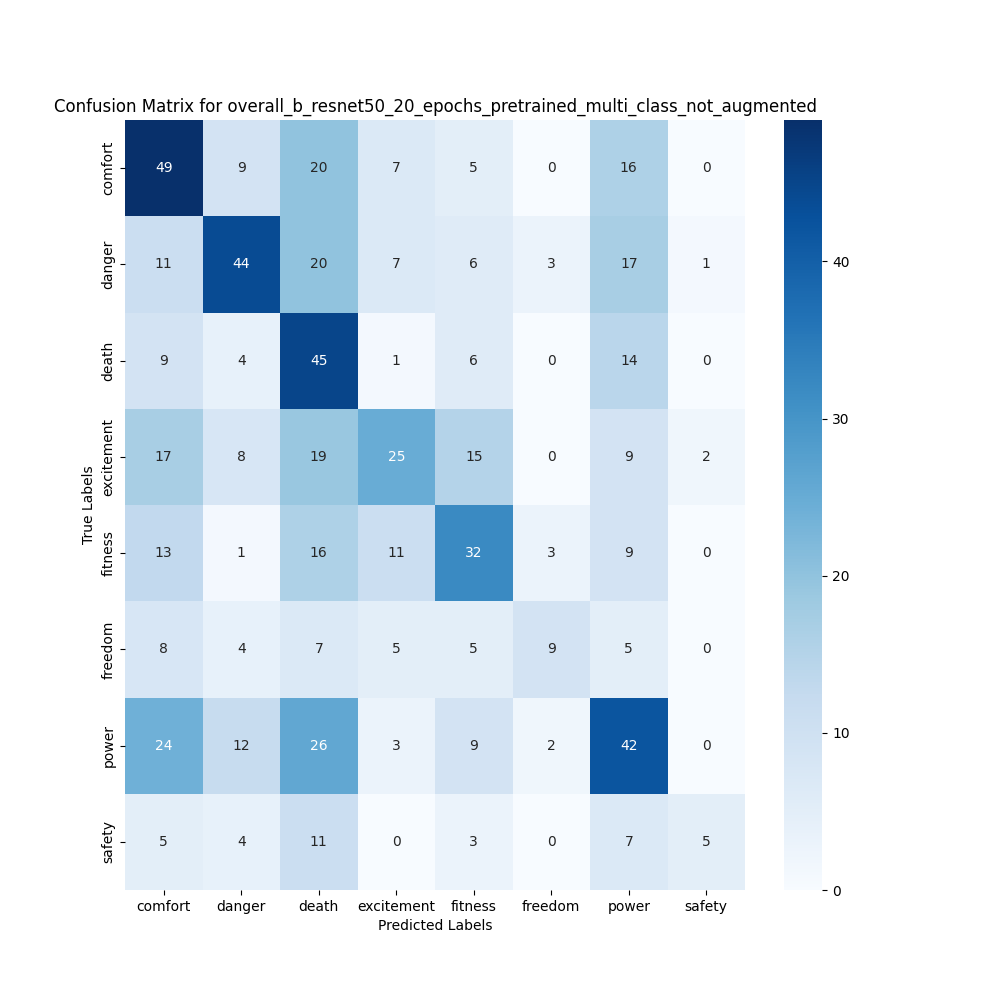 Confusion Matrix for overall_b_resnet50_20_epochs_pretrained_multi_class_not_augmented
comfort 49 9 20 7 5 0 16 0
danger 11 44 20 7 6 3 17 1
death 9 4 45 1 6 0 14 0
excitement 17 8 19 25 15 0 9 2
fitness 13 1 16 11 32 3 9 0
freedom 8 4 7 5 5 9 5 0
power 24 12 26 3 9 2 42 0
safety 5 4 11 0 3 0 7 5
True Labels
comfort danger death excitement fitness freedom power safety
Predicted Labels
40
30
20
10
0